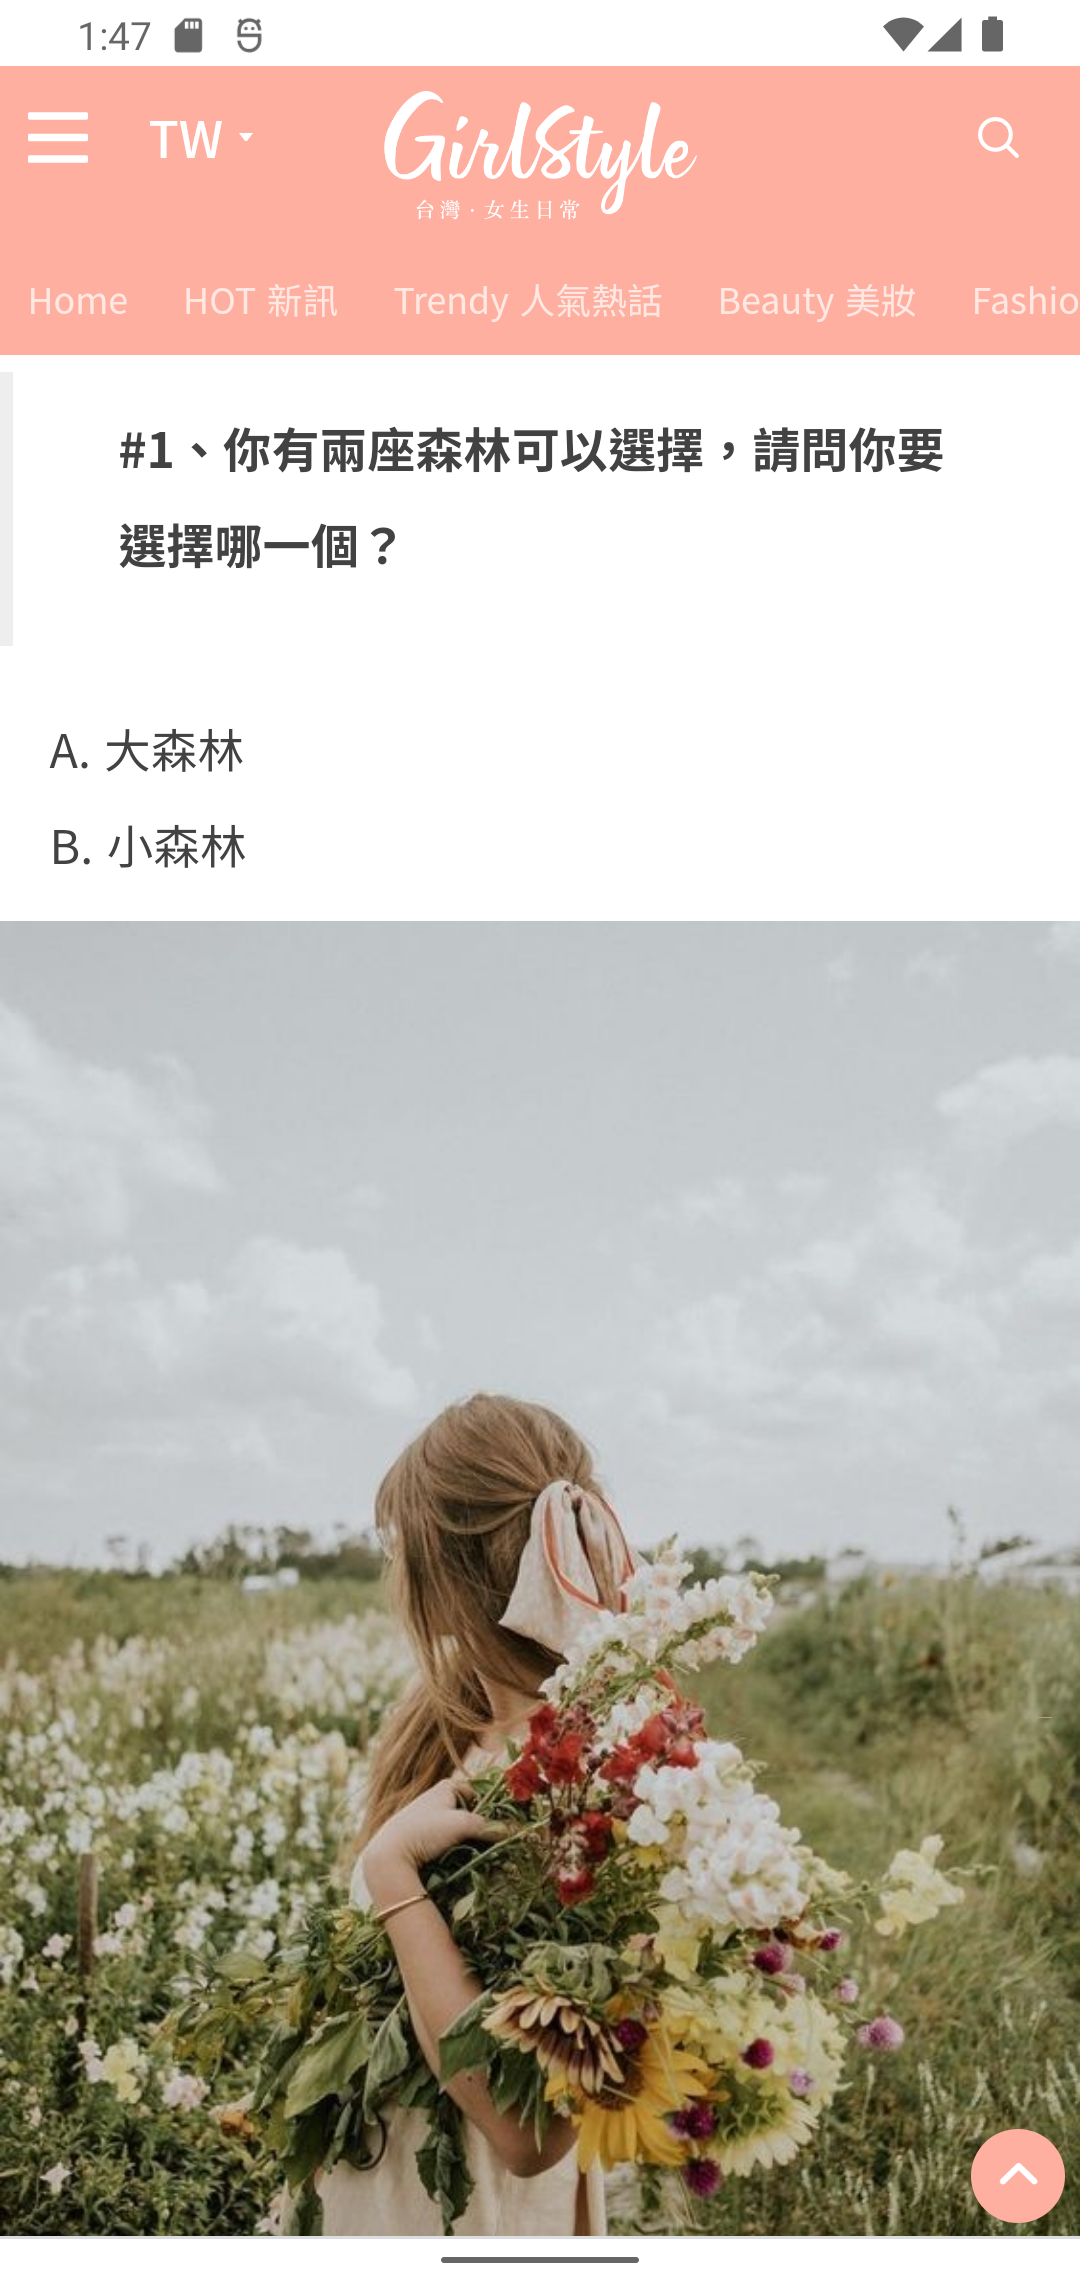 1:47
TW
GirlStyle
台灣·女生日常
Home HOT 新訊 Trendy 人氣熱話 Beauty 美妝 Fashio
#1、你有兩座森林可以選擇，請問你要
選擇哪一個？
A. 大森林
B. 小森林